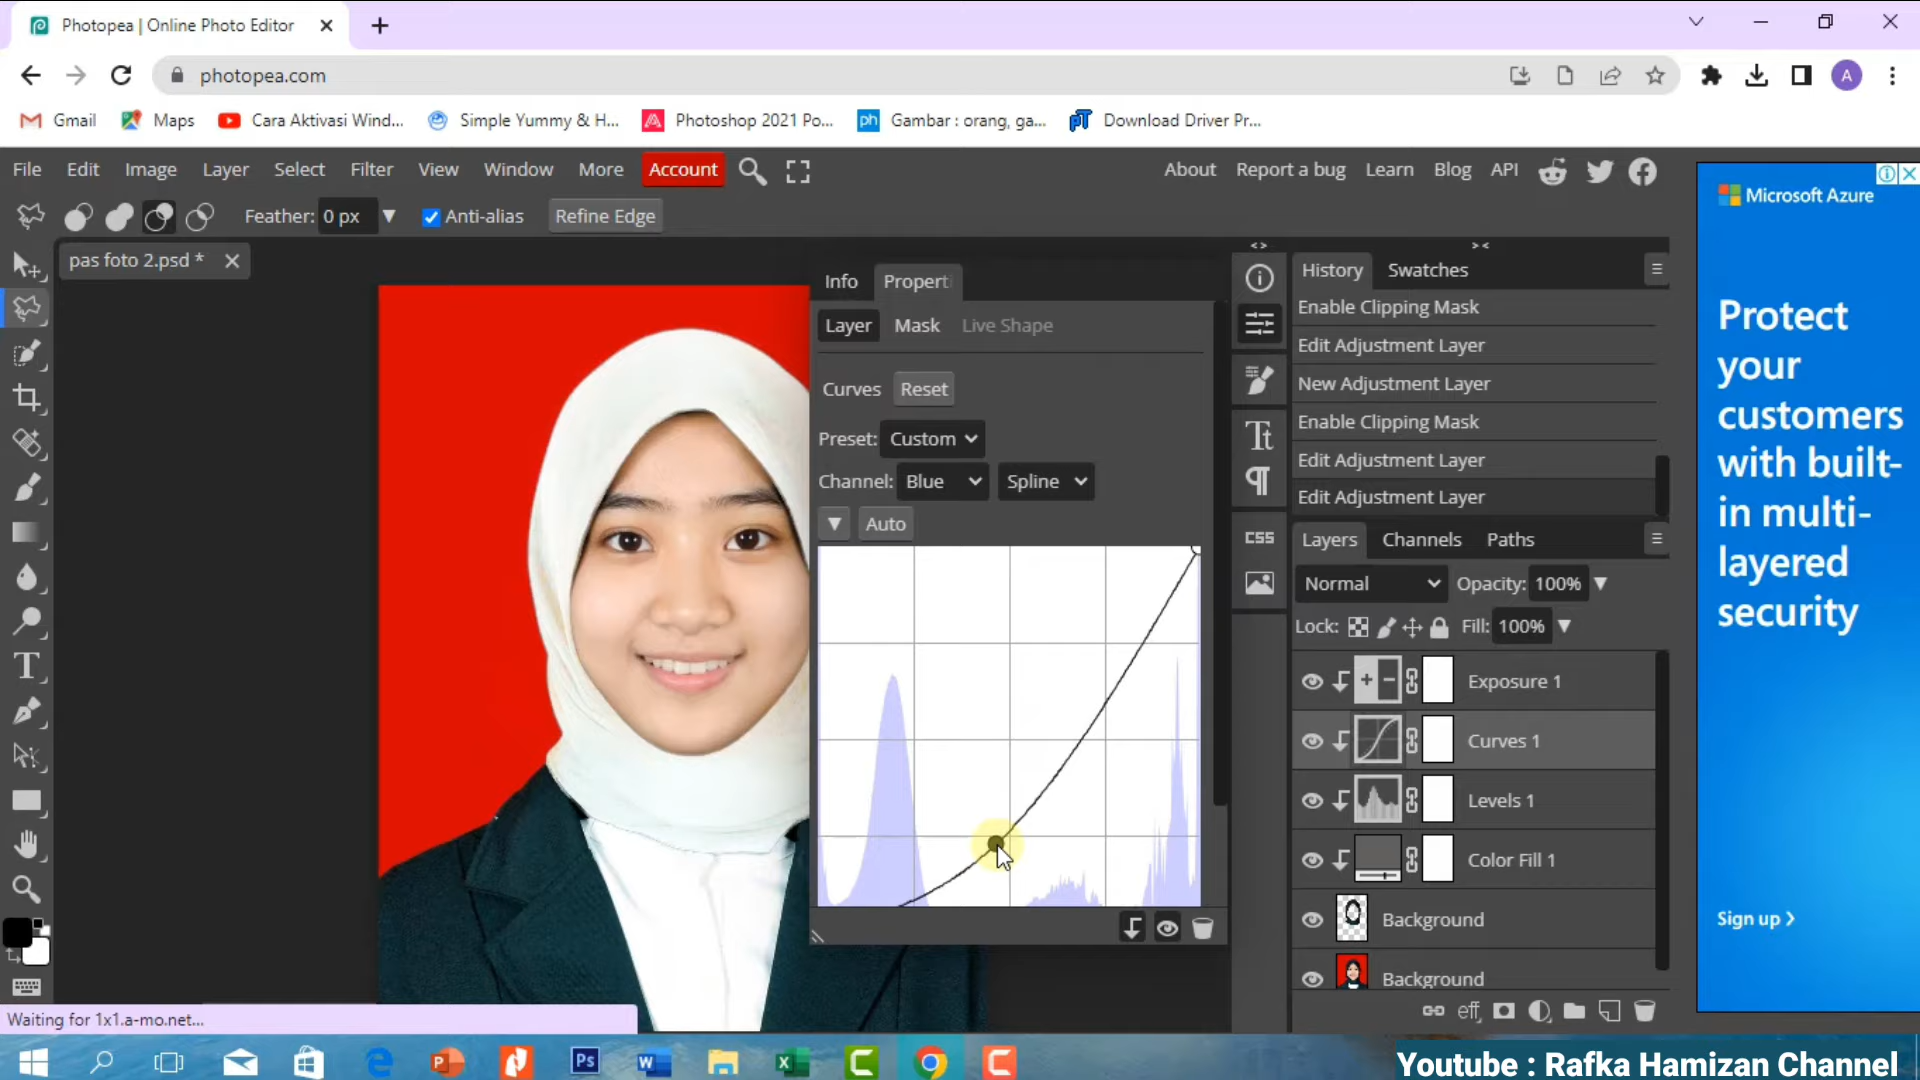 Photopea | Online Photo Editor
photopea.com
A
Gmail
Maps
Cara Aktivasi Wind...
Simple Yummy & H...
Photoshop 2021 Po...
ph
Gambar : orang, ga...
Download Driver Pr...
File Edit Image Layer Select Filter View Window More Account
About Report a bug Learn Blog API
Feather: 0 px
Anti-alias
Refine Edge
pas foto 2.psd *
Info
Properti
Layer
Mask
Live Shape
Curves
Reset
Preset: Custom
Channel: Blue
Spline
Auto
CSS
History
Swatches
Enable Clipping Mask
Edit Adjustment Layer
New Adjustment Layer
Enable Clipping Mask
Edit Adjustment Layer
Edit Adjustment Layer
Layers
Channels
Paths
Normal
Opacity: 100%
Lock:
Fill: 100%
Exposure 1
Curves 1
Levels 1
Color Fill 1
Background
Background
eff
Microsoft Azure
Protect
your
customers
with built-
in multi-
layered
security
Sign up
Waiting for 1x1.a-mo.net...
Ps
Youtube : Rafka Hamizan Channel